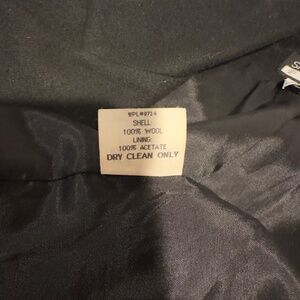 WPL#9714
SHELL:
100% WOOL
LINING:
100% ACETATE
DRY CLEAN ONLY